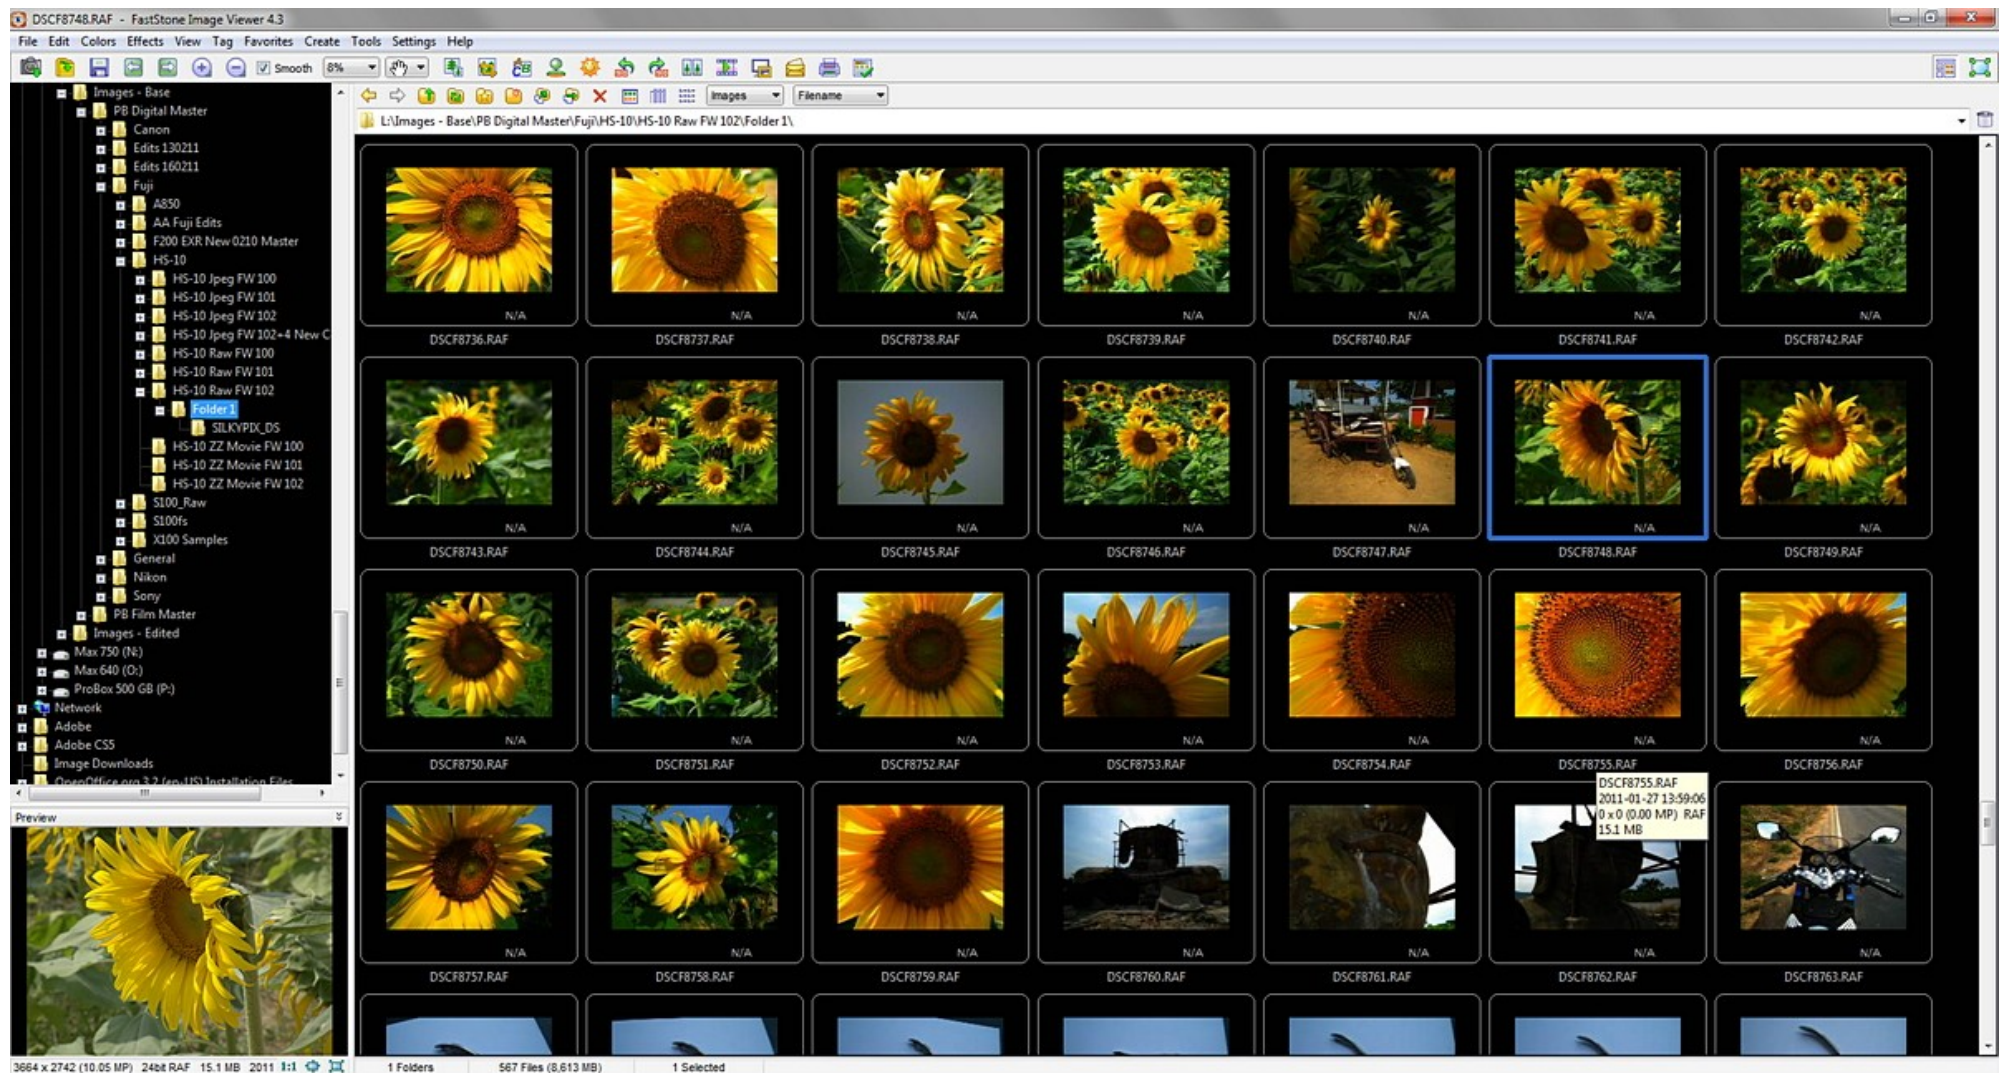 DSCF8748.RAF - FastStone Image Viewer 4.3
File Edit Colors Effects View Tag Favorites Create Tools Settings Help
Smooth 8%
Images - Base
PB Digital Master
Canon
Edits 130211
Edits 160211
Fuji
A850
AA Fuji Edits
F200 EXR New 0210 Master
HS-10
HS-10 Jpeg FW 100
HS-10 Jpeg FW 101
HS-10 Jpeg FW 102
HS-10 Jpeg FW 102+4 New C
HS-10 Raw FW 100
HS-10 Raw FW 101
HS-10 Raw FW 102
Folder 1
SILKYPIX_DS
HS-10 ZZ Movie FW 100
HS-10 ZZ Movie FW 101
HS-10 ZZ Movie FW 102
S100_Raw
S100fs
X100 Samples
General
Nikon
Sony
PB Film Master
Images - Edited
Max 750 (N:)
Max 640 (O:)
ProBox 500 GB (P:)
Network
Adobe
Adobe CS5
Image Downloads
OpenOffice.org 3.2 (en-US) Installation Files
Preview
3664 x 2742 (10.05 MP) 24bit RAF 15.1 MB 2011 1:1
Images Filename
L:\Images - Base\PB Digital Master\Fuji\HS-10\HS-10 Raw FW 102\Folder 1\
N/A N/A N/A N/A N/A N/A N/A
DSCF8736.RAF DSCF8737.RAF DSCF8738.RAF DSCF8739.RAF DSCF8740.RAF DSCF8741.RAF DSCF8742.RAF
N/A N/A N/A N/A N/A N/A N/A
DSCF8743.RAF DSCF8744.RAF DSCF8745.RAF DSCF8746.RAF DSCF8747.RAF DSCF8748.RAF DSCF8749.RAF
N/A N/A N/A N/A N/A N/A N/A
DSCF8750.RAF DSCF8751.RAF DSCF8752.RAF DSCF8753.RAF DSCF8754.RAF DSCF8755.RAF DSCF8756.RAF
DSCF8755.RAF
2011-01-27 13:59:06
0 x 0 (0.00 MP) RAF
15.1 MB
N/A N/A N/A N/A N/A N/A N/A
DSCF8757.RAF DSCF8758.RAF DSCF8759.RAF DSCF8760.RAF DSCF8761.RAF DSCF8762.RAF DSCF8763.RAF
1 Folders 567 Files (8,613 MB) 1 Selected